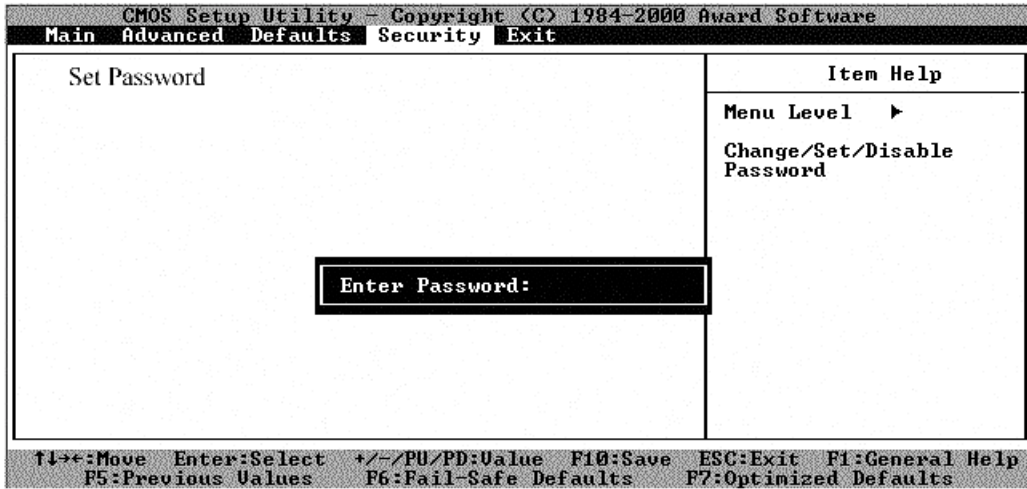 CMOS Setup Utility – Copyright (C) 1984–2000 Award Software
Main Advanced Defaults Security Exit
Set Password
Item Help
Menu Level ►
Change/Set/Disable
Password
Enter Password:
↑↓→←:Move Enter:Select +/-/PU/PD:Value F10:Save ESC:Exit F1:General Help
F5:Previous Values F6:Fail-Safe Defaults F7:Optimized Defaults